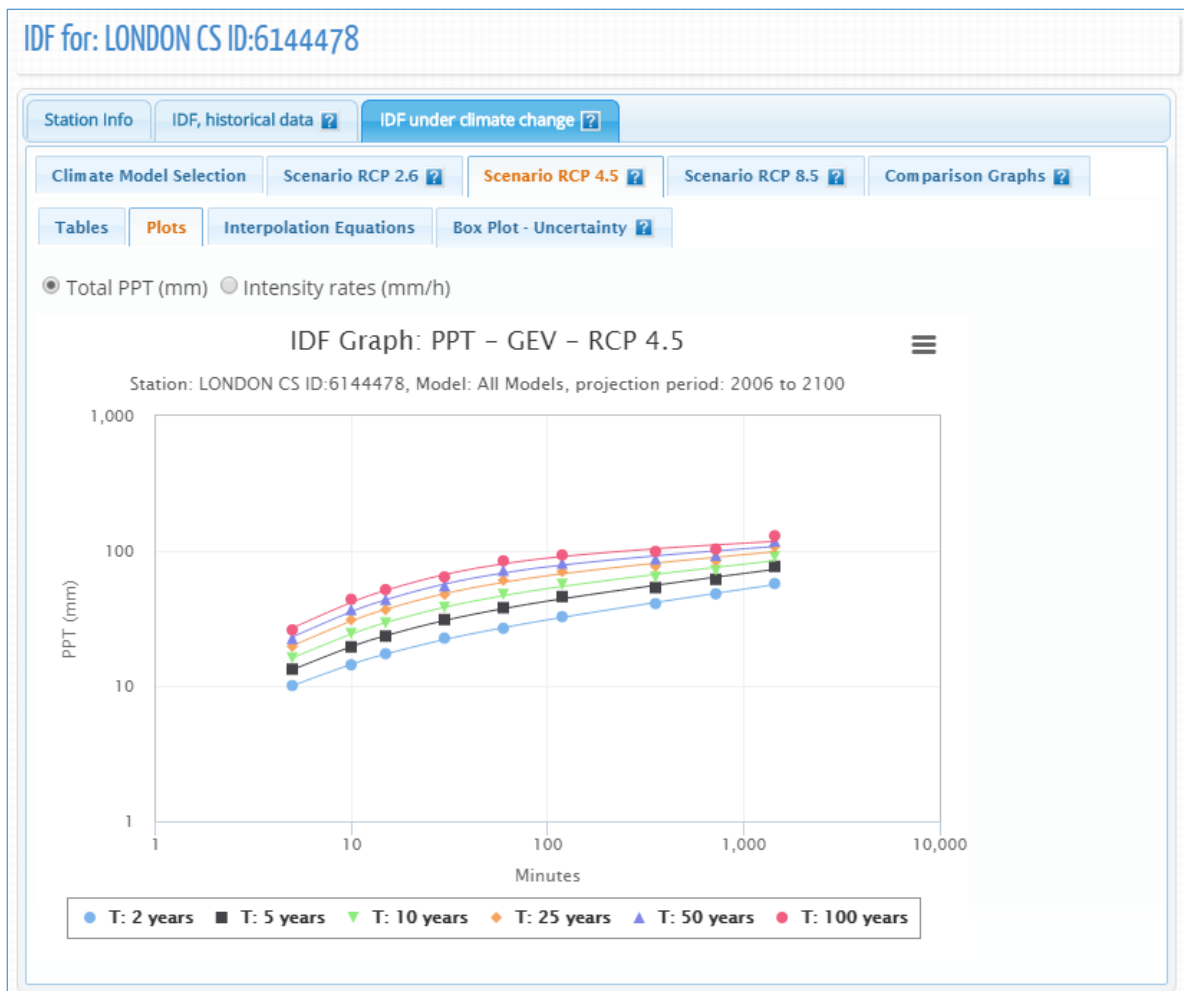 IDF for: LONDON CS ID:6144478
Station Info IDF, historical data ? IDF under climate change ?
Climate Model Selection Scenario RCP 2.6 ? Scenario RCP 4.5 ? Scenario RCP 8.5 ? Comparison Graphs ?
Tables Plots Interpolation Equations Box Plot - Uncertainty ?
Total PPT (mm) Intensity rates (mm/h)
IDF Graph: PPT – GEV – RCP 4.5
Station: LONDON CS ID:6144478, Model: All Models, projection period: 2006 to 2100
1,000
100
10
1
PPT (mm)
1 10 100 1,000 10,000
Minutes
T: 2 years T: 5 years T: 10 years T: 25 years T: 50 years T: 100 years